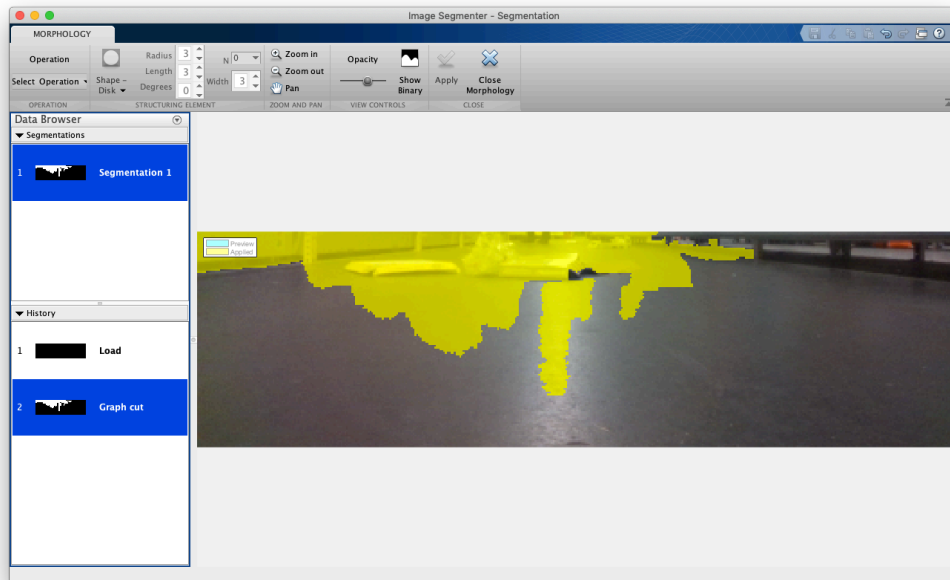 Image Segmenter - Segmentation
MORPHOLOGY
Operation
Select Operation
OPERATION
Shape -
Disk
Radius 3
Length 3
Degrees 0
N 0
Width 3
STRUCTURING ELEMENT
Zoom in
Zoom out
Pan
ZOOM AND PAN
Opacity
Show
Binary
VIEW CONTROLS
Apply
Close
Morphology
CLOSE
Data Browser
Segmentations
1 Segmentation 1
History
1 Load
2 Graph cut
Preview
Applied